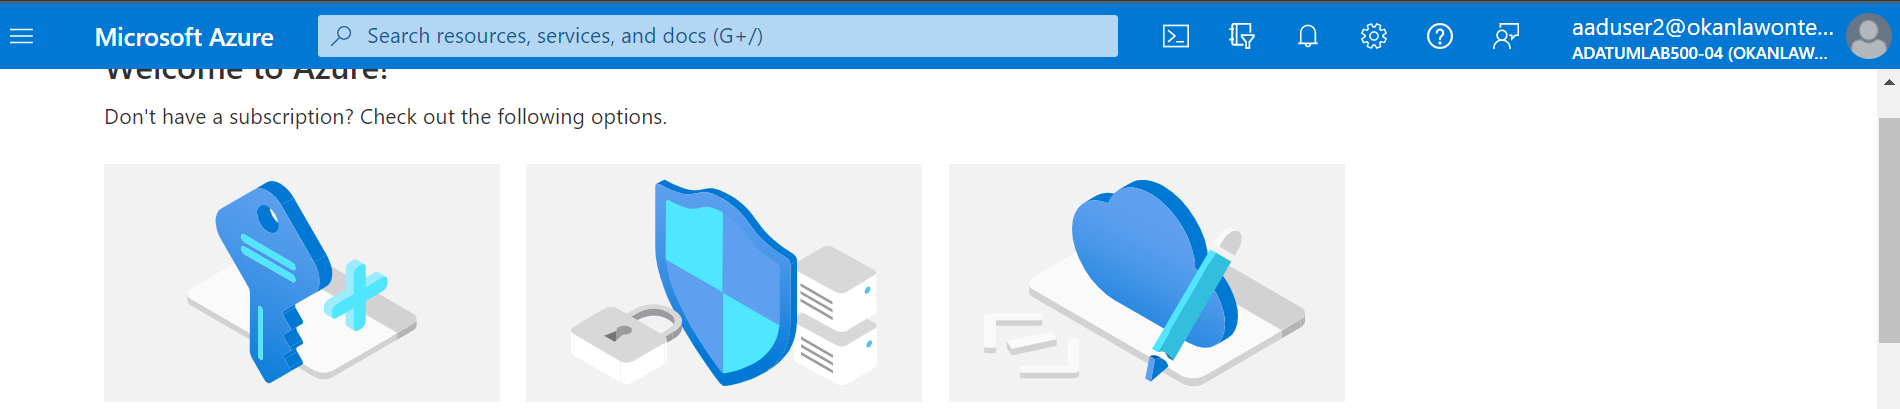 Microsoft Azure
Search resources, services, and docs (G+/)
aaduser2@okanlawonte...
ADATUMLAB500-04 (OKANLAW...
Welcome to Azure!
Don't have a subscription? Check out the following options.